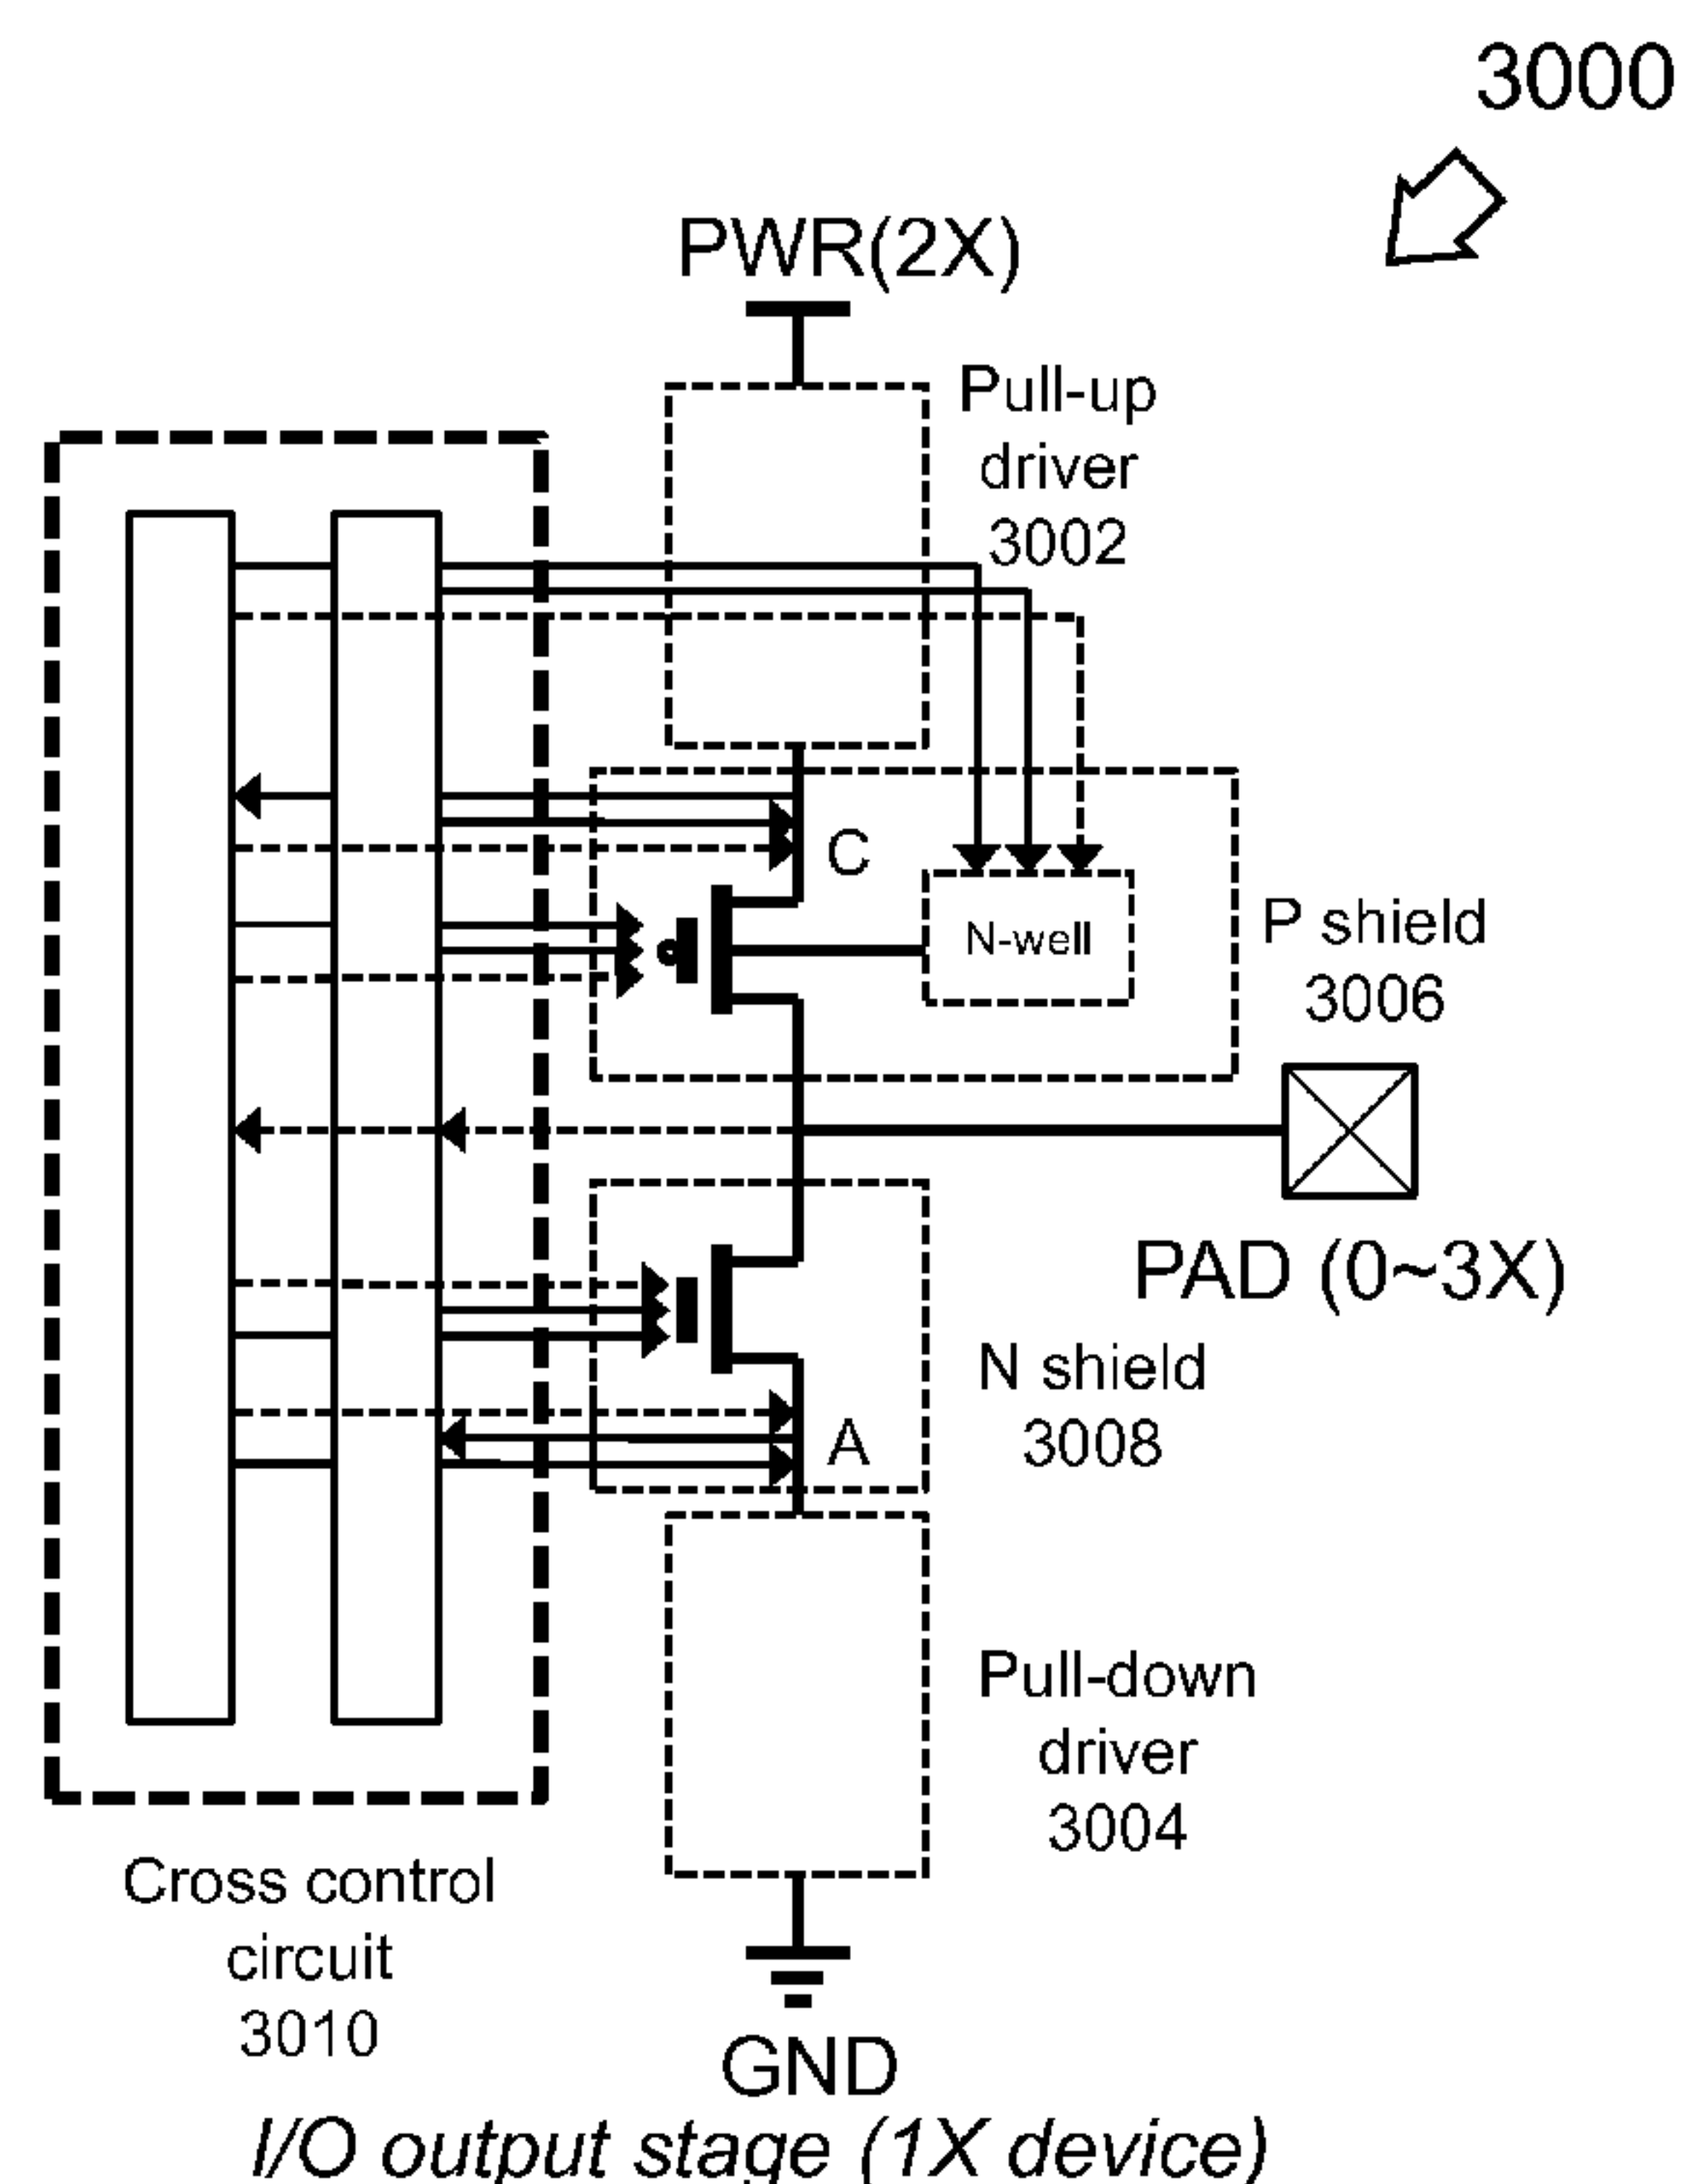 3000
PWR(2X)
Pull-up
driver
3002
C
N-well
P shield
3006
PAD (0~3X)
N shield
3008
A
Pull-down
driver
3004
Cross control
circuit
3010
GND
I/O output stage (1X device)